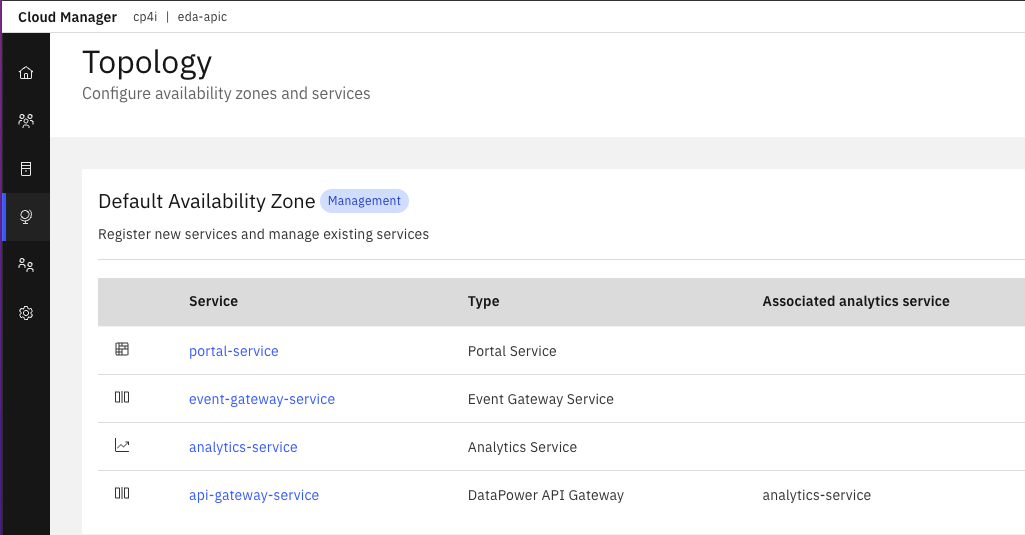 Cloud Manager cp4i | eda-apic
Topology
Configure availability zones and services
Default Availability Zone Management
Register new services and manage existing services
Service Type Associated analytics service
portal-service Portal Service
event-gateway-service Event Gateway Service
analytics-service Analytics Service
api-gateway-service DataPower API Gateway analytics-service